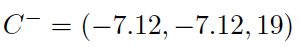 C⁻ = (−7.12, −7.12, 19)